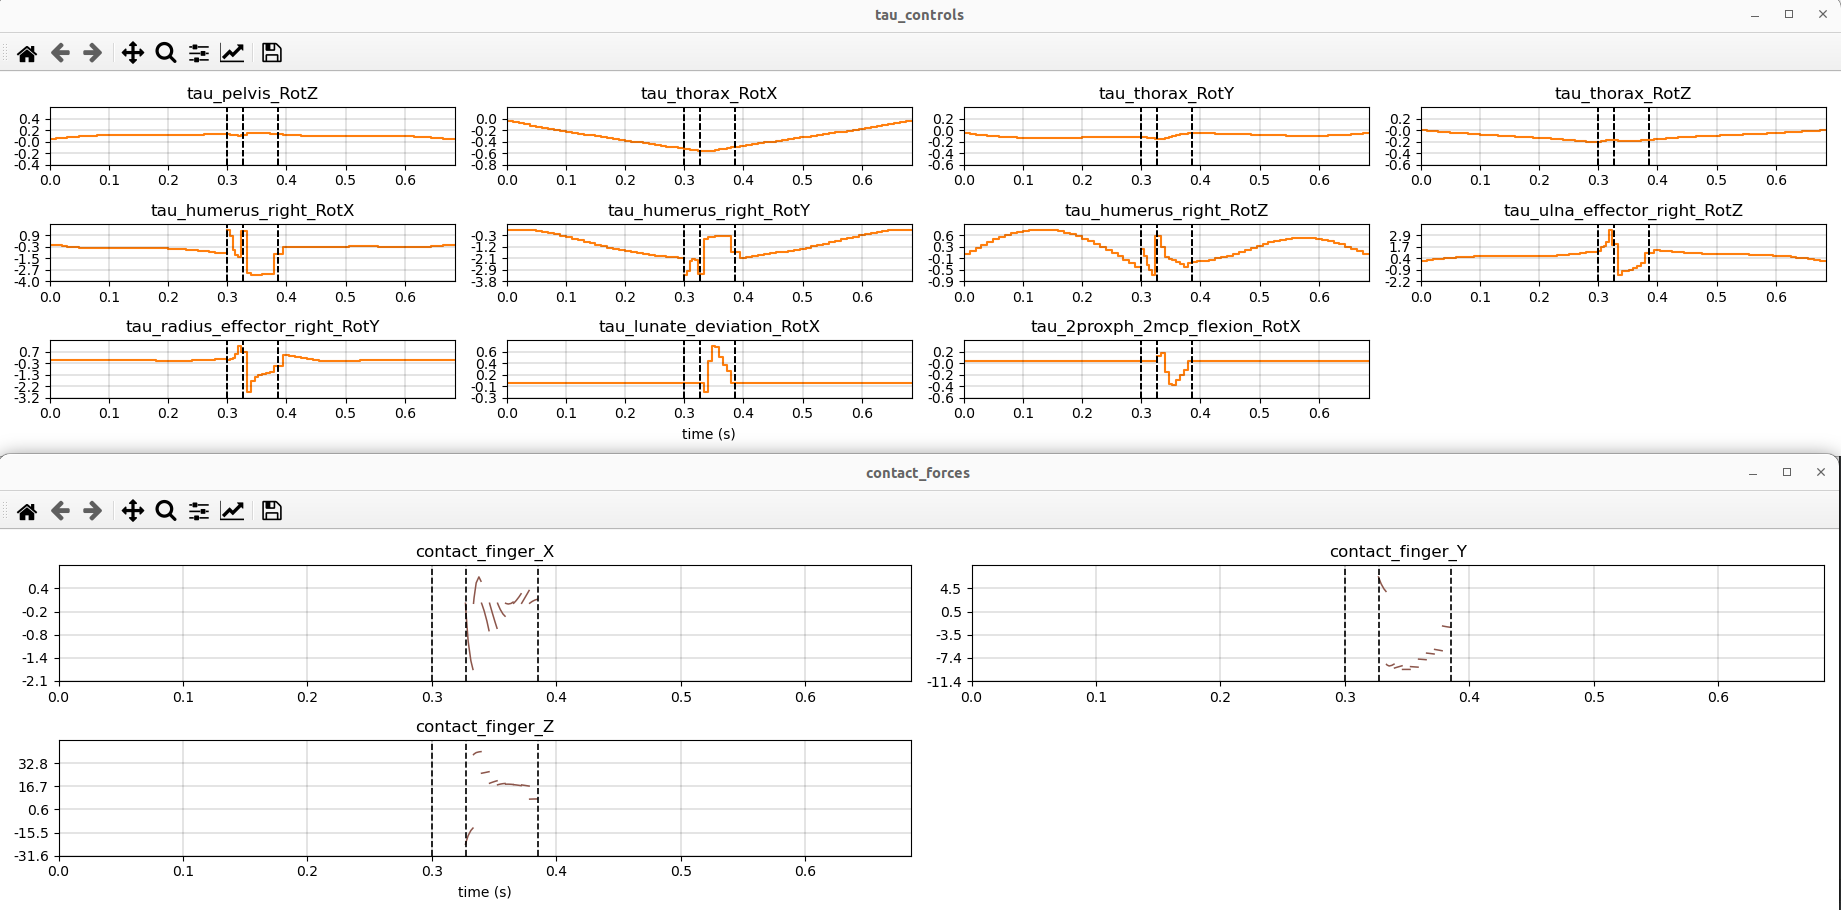 tau_controls
tau_pelvis_RotZ
0.4
0.2
-0.0
-0.2
-0.4
0.0 0.1 0.2 0.3 0.4 0.5 0.6
tau_thorax_RotX
0.0
-0.2
-0.4
-0.6
-0.8
0.0 0.1 0.2 0.3 0.4 0.5 0.6
tau_thorax_RotY
0.2
-0.0
-0.2
-0.4
-0.6
0.0 0.1 0.2 0.3 0.4 0.5 0.6
tau_thorax_RotZ
0.2
-0.0
-0.2
-0.4
-0.6
0.0 0.1 0.2 0.3 0.4 0.5 0.6
tau_humerus_right_RotX
0.9
-0.3
-1.5
-2.7
-4.0
0.0 0.1 0.2 0.3 0.4 0.5 0.6
tau_humerus_right_RotY
-0.3
-1.2
-2.1
-2.9
-3.8
0.0 0.1 0.2 0.3 0.4 0.5 0.6
tau_humerus_right_RotZ
0.6
0.3
-0.1
-0.5
-0.9
0.0 0.1 0.2 0.3 0.4 0.5 0.6
tau_ulna_effector_right_RotZ
2.9
1.7
0.4
-0.9
-2.2
0.0 0.1 0.2 0.3 0.4 0.5 0.6
tau_radius_effector_right_RotY
0.7
-0.3
-1.3
-2.2
-3.2
0.0 0.1 0.2 0.3 0.4 0.5 0.6
tau_lunate_deviation_RotX
0.6
0.4
0.2
-0.1
-0.3
0.0 0.1 0.2 0.3 0.4 0.5 0.6
time (s)
tau_2proxph_2mcp_flexion_RotX
0.2
-0.0
-0.2
-0.4
-0.6
0.0 0.1 0.2 0.3 0.4 0.5 0.6
contact_forces
contact_finger_X
0.4
-0.2
-0.8
-1.4
-2.1
0.0 0.1 0.2 0.3 0.4 0.5 0.6
contact_finger_Y
4.5
0.5
-3.5
-7.4
-11.4
0.0 0.1 0.2 0.3 0.4 0.5 0.6
contact_finger_Z
32.8
16.7
0.6
-15.5
-31.6
0.0 0.1 0.2 0.3 0.4 0.5 0.6
time (s)